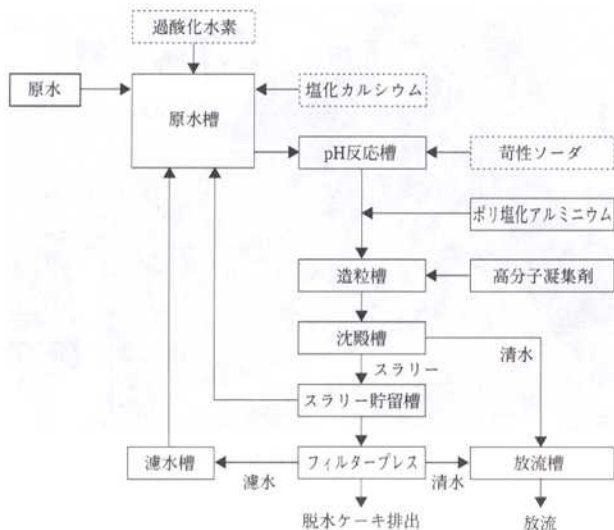 過酸化水素
原水
塩化カルシウム
原水槽
pH反応槽
苛性ソーダ
ポリ塩化アルミニウム
造粒槽
高分子凝集剤
沈殿槽
清水
スラリー
スラリー貯留槽
濾水槽
フィルタープレス
放流槽
濾水
清水
脱水ケーキ排出
放流